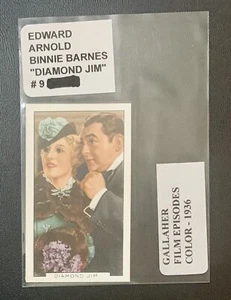 EDWARD
ARNOLD
BINNIE BARNES
"DIAMOND JIM"
# 9
DIAMOND JIM
GALLAHER
FILM EPISODES
COLOR - 1936